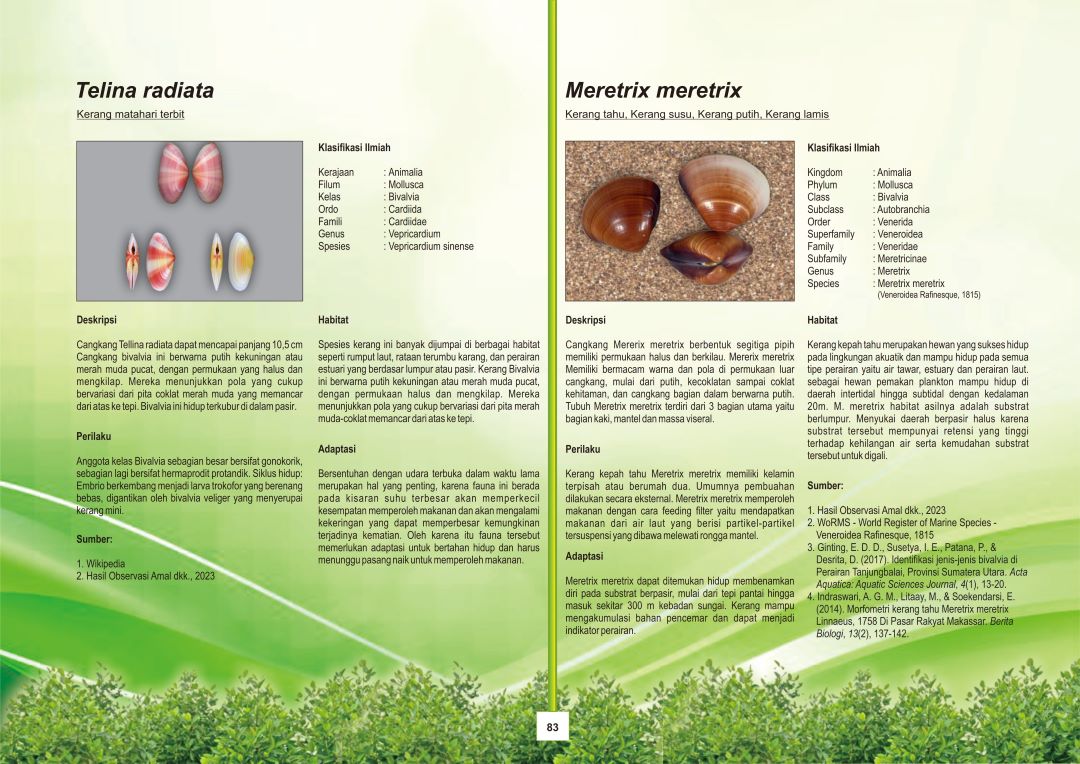 Telina radiata
Kerang matahari terbit
Klasifikasi Ilmiah
Kerajaan : Animalia
Filum : Mollusca
Kelas : Bivalvia
Ordo : Cardiida
Famili : Cardiidae
Genus : Vepricardium
Spesies : Vepricardium sinense
Deskripsi
Cangkang Tellina radiata dapat mencapai panjang 10,5 cm
Cangkang bivalvia ini berwarna putih kekuningan atau
merah muda pucat, dengan permukaan yang halus dan
mengkilap. Mereka menunjukkan pola yang cukup
bervariasi dari pita coklat merah muda yang memancar
dari atas ke tepi. Bivalvia ini hidup terkubur di dalam pasir.
Perilaku
Anggota kelas Bivalvia sebagian besar bersifat gonokorik,
sebagian lagi bersifat hermaprodit protandik. Siklus hidup:
Embrio berkembang menjadi larva trokofor yang berenang
bebas, digantikan oleh bivalvia veliger yang menyerupai
kerang mini.
Sumber:
1. Wikipedia
2. Hasil Observasi Amal dkk., 2023
Habitat
Spesies kerang ini banyak dijumpai di berbagai habitat
seperti rumput laut, rataan terumbu karang, dan perairan
estuari yang berdasar lumpur atau pasir. Kerang Bivalvia
ini berwarna putih kekuningan atau merah muda pucat,
dengan permukaan halus dan mengkilap. Mereka
menunjukkan pola yang cukup bervariasi dari pita merah
muda-coklat memancar dari atas ke tepi.
Adaptasi
Bersentuhan dengan udara terbuka dalam waktu lama
merupakan hal yang penting, karena fauna ini berada
pada kisaran suhu terbesar akan memperkecil
kesempatan memperoleh makanan dan akan mengalami
kekeringan yang dapat memperbesar kemungkinan
terjadinya kematian. Oleh karena itu fauna tersebut
memerlukan adaptasi untuk bertahan hidup dan harus
menunggu pasang naik untuk memperoleh makanan.
Meretrix meretrix
Kerang tahu, Kerang susu, Kerang putih, Kerang lamis
Klasifikasi Ilmiah
Kingdom : Animalia
Phylum : Mollusca
Class : Bivalvia
Subclass : Autobranchia
Order : Venerida
Superfamily : Veneroidea
Family : Veneridae
Subfamily : Meretricinae
Genus : Meretrix
Species : Meretrix meretrix
(Veneroidea Rafinesque, 1815)
Deskripsi
Cangkang Mererix meretrix berbentuk segitiga pipih
memiliki permukaan halus dan berkilau. Mererix meretrix
Memiliki bermacam warna dan pola di permukaan luar
cangkang, mulai dari putih, kecoklatan sampai coklat
kehitaman, dan cangkang bagian dalam berwarna putih.
Tubuh Meretrix meretrix terdiri dari 3 bagian utama yaitu
bagian kaki, mantel dan massa viseral.
Perilaku
Kerang kepah tahu Meretrix meretrix memiliki kelamin
terpisah atau berumah dua. Umumnya pembuahan
dilakukan secara eksternal. Meretrix meretrix memperoleh
makanan dengan cara feeding filter yaitu mendapatkan
makanan dari air laut yang berisi partikel-partikel
tersuspensi yang dibawa melewati rongga mantel.
Adaptasi
Meretrix meretrix dapat ditemukan hidup membenamkan
diri pada substrat berpasir, mulai dari tepi pantai hingga
masuk sekitar 300 m kebadan sungai. Kerang mampu
mengakumulasi bahan pencemar dan dapat menjadi
indikator perairan.
Habitat
Kerang kepah tahu merupakan hewan yang sukses hidup
pada lingkungan akuatik dan mampu hidup pada semua
tipe perairan yaitu air tawar, estuary dan perairan laut.
sebagai hewan pemakan plankton mampu hidup di
daerah intertidal hingga subtidal dengan kedalaman
20m. M. meretrix habitat asilnya adalah substrat
berlumpur. Menyukai daerah berpasir halus karena
substrat tersebut mempunyai retensi yang tinggi
terhadap kehilangan air serta kemudahan substrat
tersebut untuk digali.
Sumber:
1. Hasil Observasi Amal dkk., 2023
2. WoRMS - World Register of Marine Species -
Veneroidea Rafinesque, 1815
3. Ginting, E. D. D., Susetya, I. E., Patana, P., &
Desrita, D. (2017). Identifikasi jenis-jenis bivalvia di
Perairan Tanjungbalai, Provinsi Sumatera Utara. Acta
Aquatica: Aquatic Sciences Journal, 4(1), 13-20.
4. Indraswari, A. G. M., Litaay, M., & Soekendarsi, E.
(2014). Morfometri kerang tahu Meretrix meretrix
Linnaeus, 1758 Di Pasar Rakyat Makassar. Berita
Biologi, 13(2), 137-142.
83